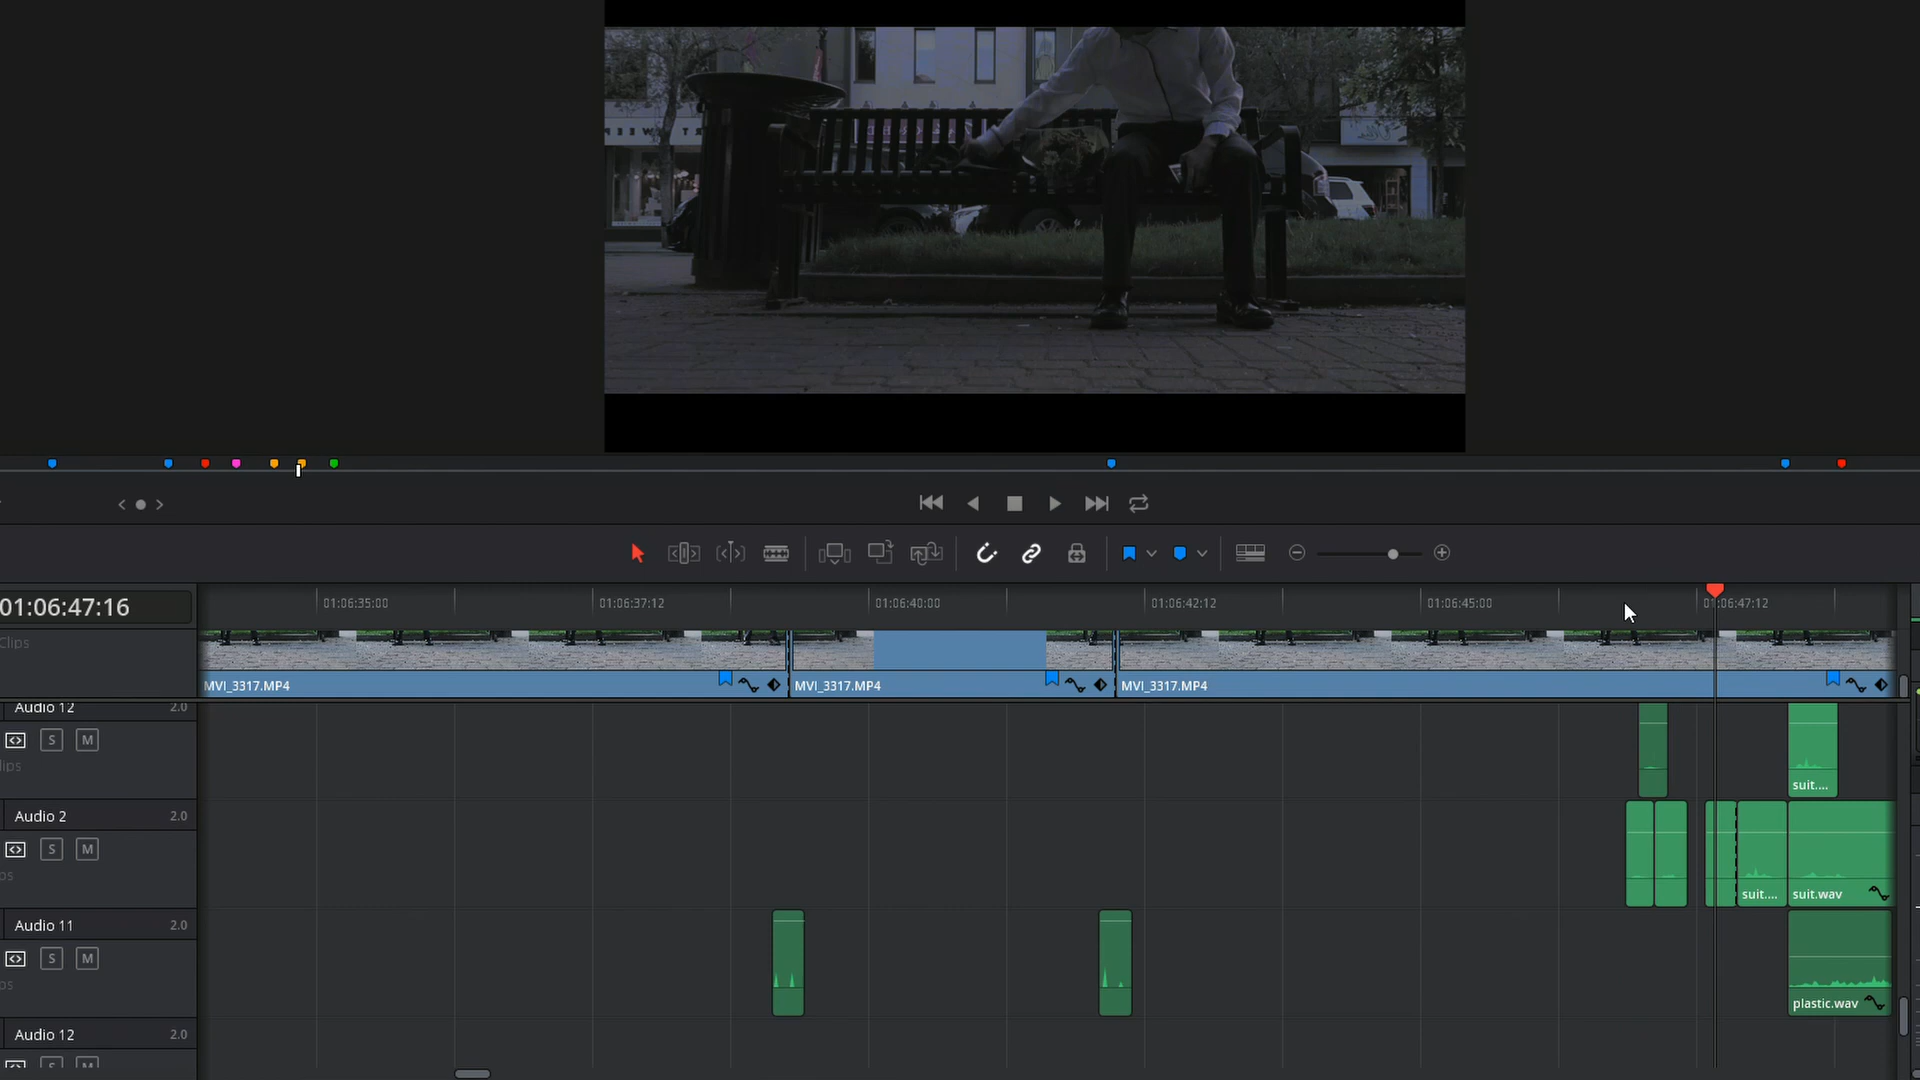 01:06:47:16
01:06:35:00
01:06:37:12
01:06:40:00
01:06:42:12
01:06:45:00
01:06:47:12
Clips
MVI_3317.MP4
MVI_3317.MP4
MVI_3317.MP4
Audio 12
2.0
S
M
lips
suit....
Audio 2
2.0
S
M
ps
suit....
suit.wav
Audio 11
2.0
S
M
ps
plastic.wav
Audio 12
2.0
S
M